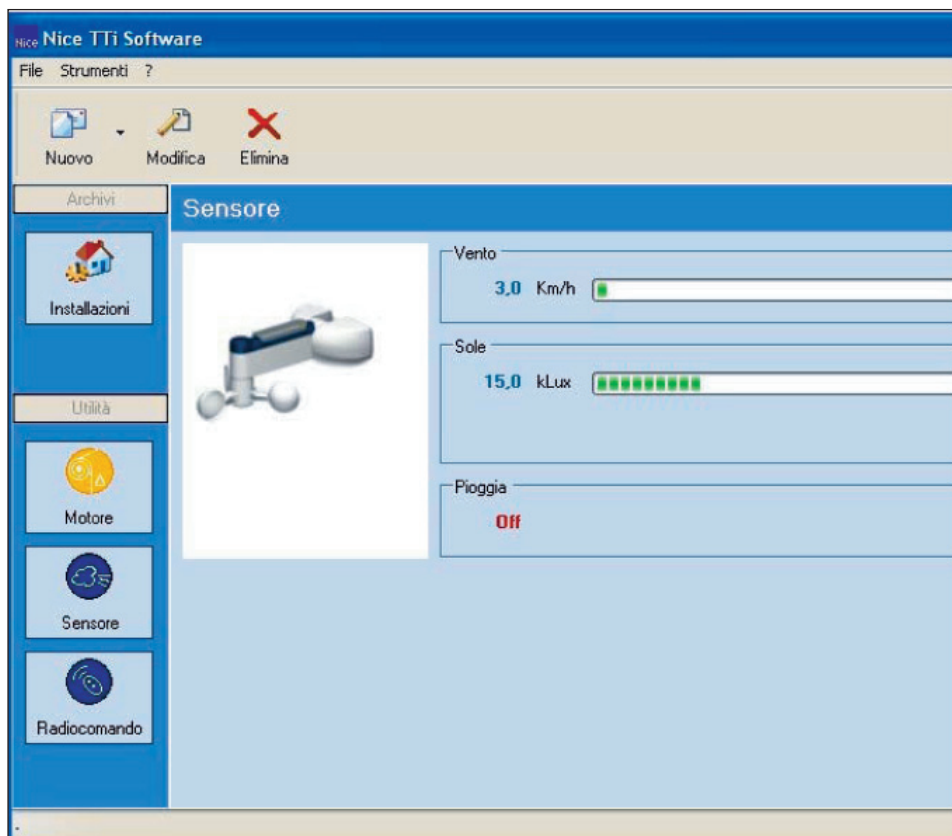 Nice Nice TTi Software
File Strumenti ?
Nuovo Modifica Elimina
Archivi
Installazioni
Utilità
Motore
Sensore
Radiocomando
Sensore
Vento
3,0 Km/h
Sole
15,0 kLux
Pioggia
Off